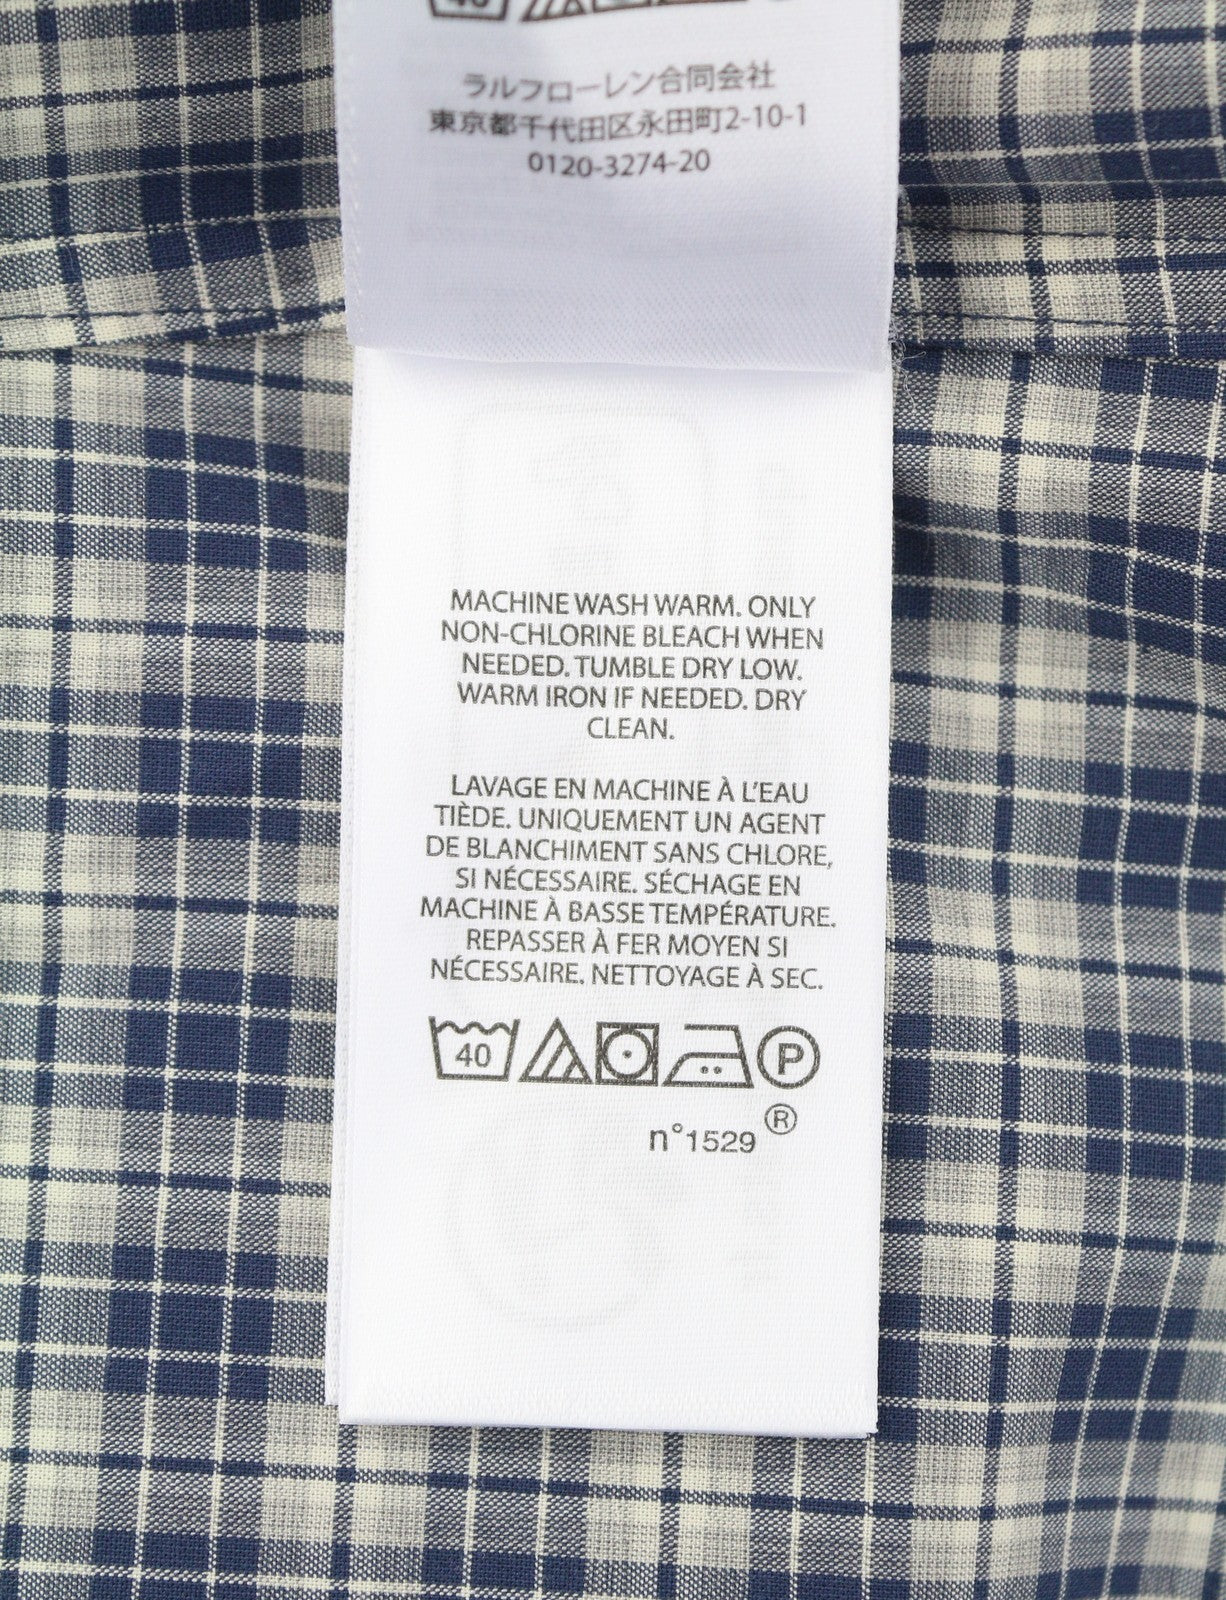 40
ラルフローレン合同会社
東京都千代田区永田町2-10-1
0120-3274-20
MACHINE WASH WARM. ONLY
NON-CHLORINE BLEACH WHEN
NEEDED. TUMBLE DRY LOW.
WARM IRON IF NEEDED. DRY
CLEAN.
LAVAGE EN MACHINE À L'EAU
TIÈDE. UNIQUEMENT UN AGENT
DE BLANCHIMENT SANS CHLORE,
SI NÉCESSAIRE. SÉCHAGE EN
MACHINE À BASSE TEMPÉRATURE.
REPASSER À FER MOYEN SI
NÉCESSAIRE. NETTOYAGE À SEC.
40 P
n°1529 ®